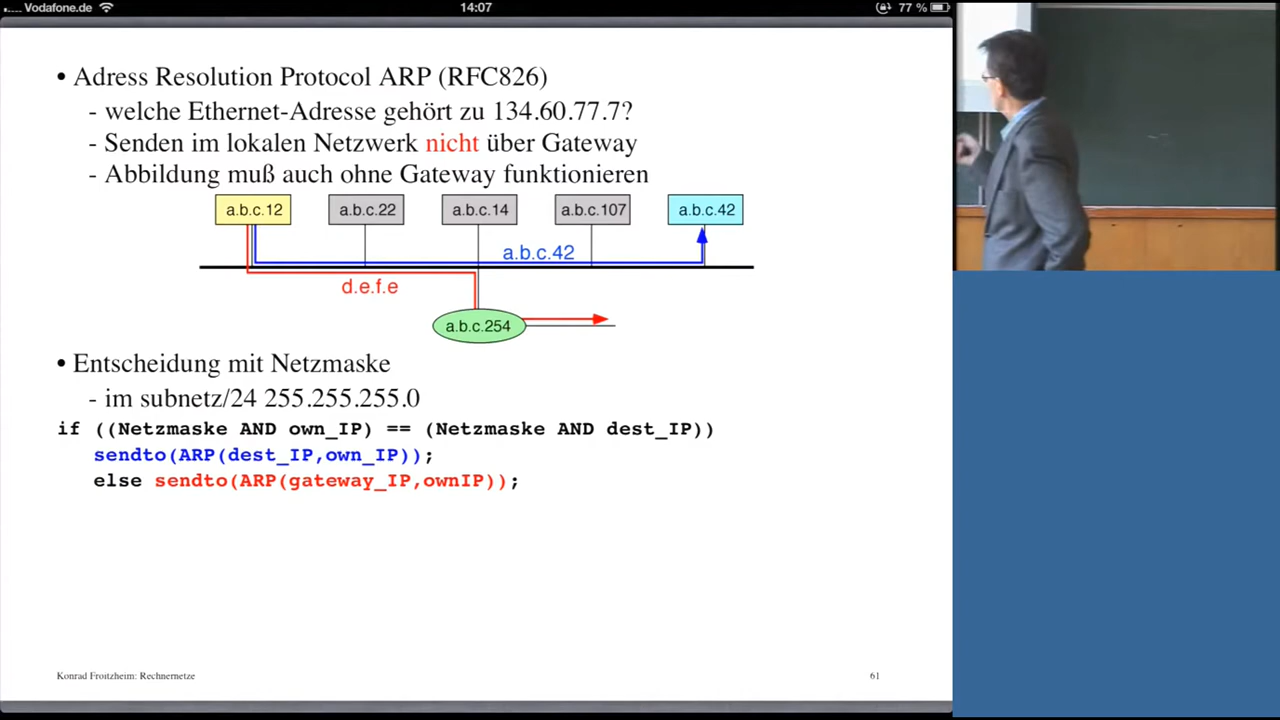 Vodafone.de 14:07 77 %
• Adress Resolution Protocol ARP (RFC826)
- welche Ethernet-Adresse gehört zu 134.60.77.7?
- Senden im lokalen Netzwerk nicht über Gateway
- Abbildung muß auch ohne Gateway funktionieren
a.b.c.12 a.b.c.22 a.b.c.14 a.b.c.107 a.b.c.42
a.b.c.42
d.e.f.e
a.b.c.254
• Entscheidung mit Netzmaske
- im subnetz/24 255.255.255.0
if ((Netzmaske AND own_IP) == (Netzmaske AND dest_IP))
sendto(ARP(dest_IP,own_IP));
else sendto(ARP(gateway_IP,ownIP));
Konrad Froitzheim: Rechnernetze 61